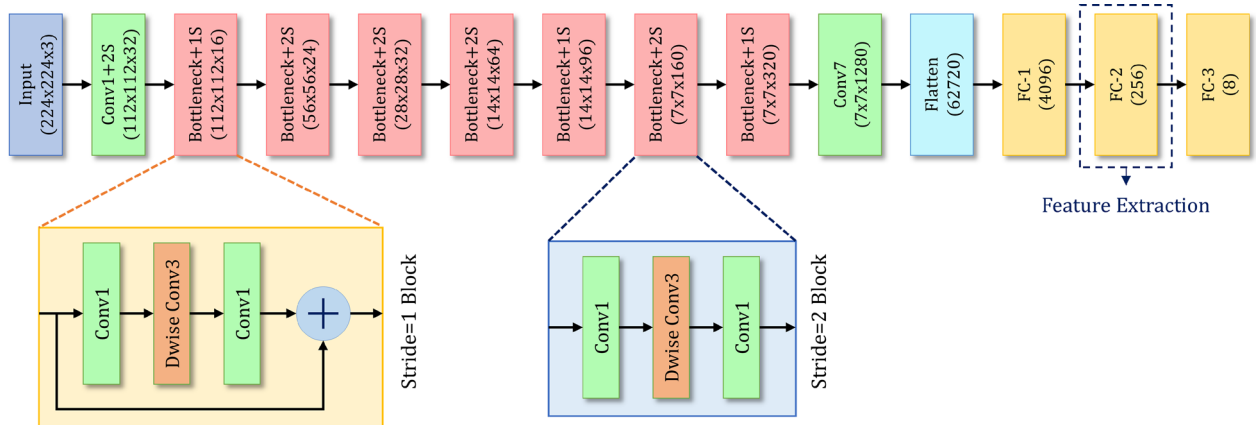 Input
(224x224x3)
Conv1+2S
(112x112x32)
Bottleneck+1S
(112x112x16)
Bottleneck+2S
(56x56x24)
Bottleneck+2S
(28x28x32)
Bottleneck+2S
(14x14x64)
Bottleneck+1S
(14x14x96)
Bottleneck+2S
(7x7x160)
Bottleneck+1S
(7x7x320)
Conv7
(7x7x1280)
Flatten
(62720)
FC-1
(4096)
FC-2
(256)
FC-3
(8)
Feature Extraction
Conv1
Dwise Conv3
Conv1
+
Stride=1 Block
Conv1
Dwise Conv3
Conv1
Stride=2 Block